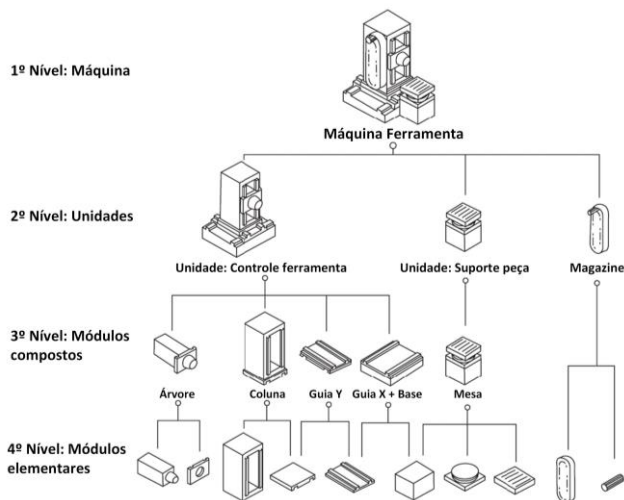 1º Nível: Máquina
Máquina Ferramenta
2º Nível: Unidades
Unidade: Controle ferramenta
Unidade: Suporte peça
Magazine
3º Nível: Módulos
compostos
Árvore
Coluna
Guia Y
Guia X + Base
Mesa
4º Nível: Módulos
elementares